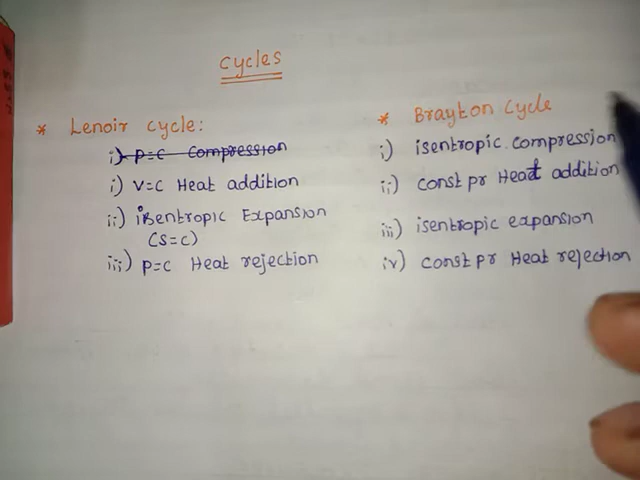 Cycles
* Lenoir cycle:
i) p=c compression
i) v=c Heat addition
ii) isentropic Expansion
(s=c)
iii) p=c Heat rejection
* Brayton Cycle
i) isentropic compression
ii) const pr Heat addition
iii) isentropic expansion
iv) const pr Heat rejection